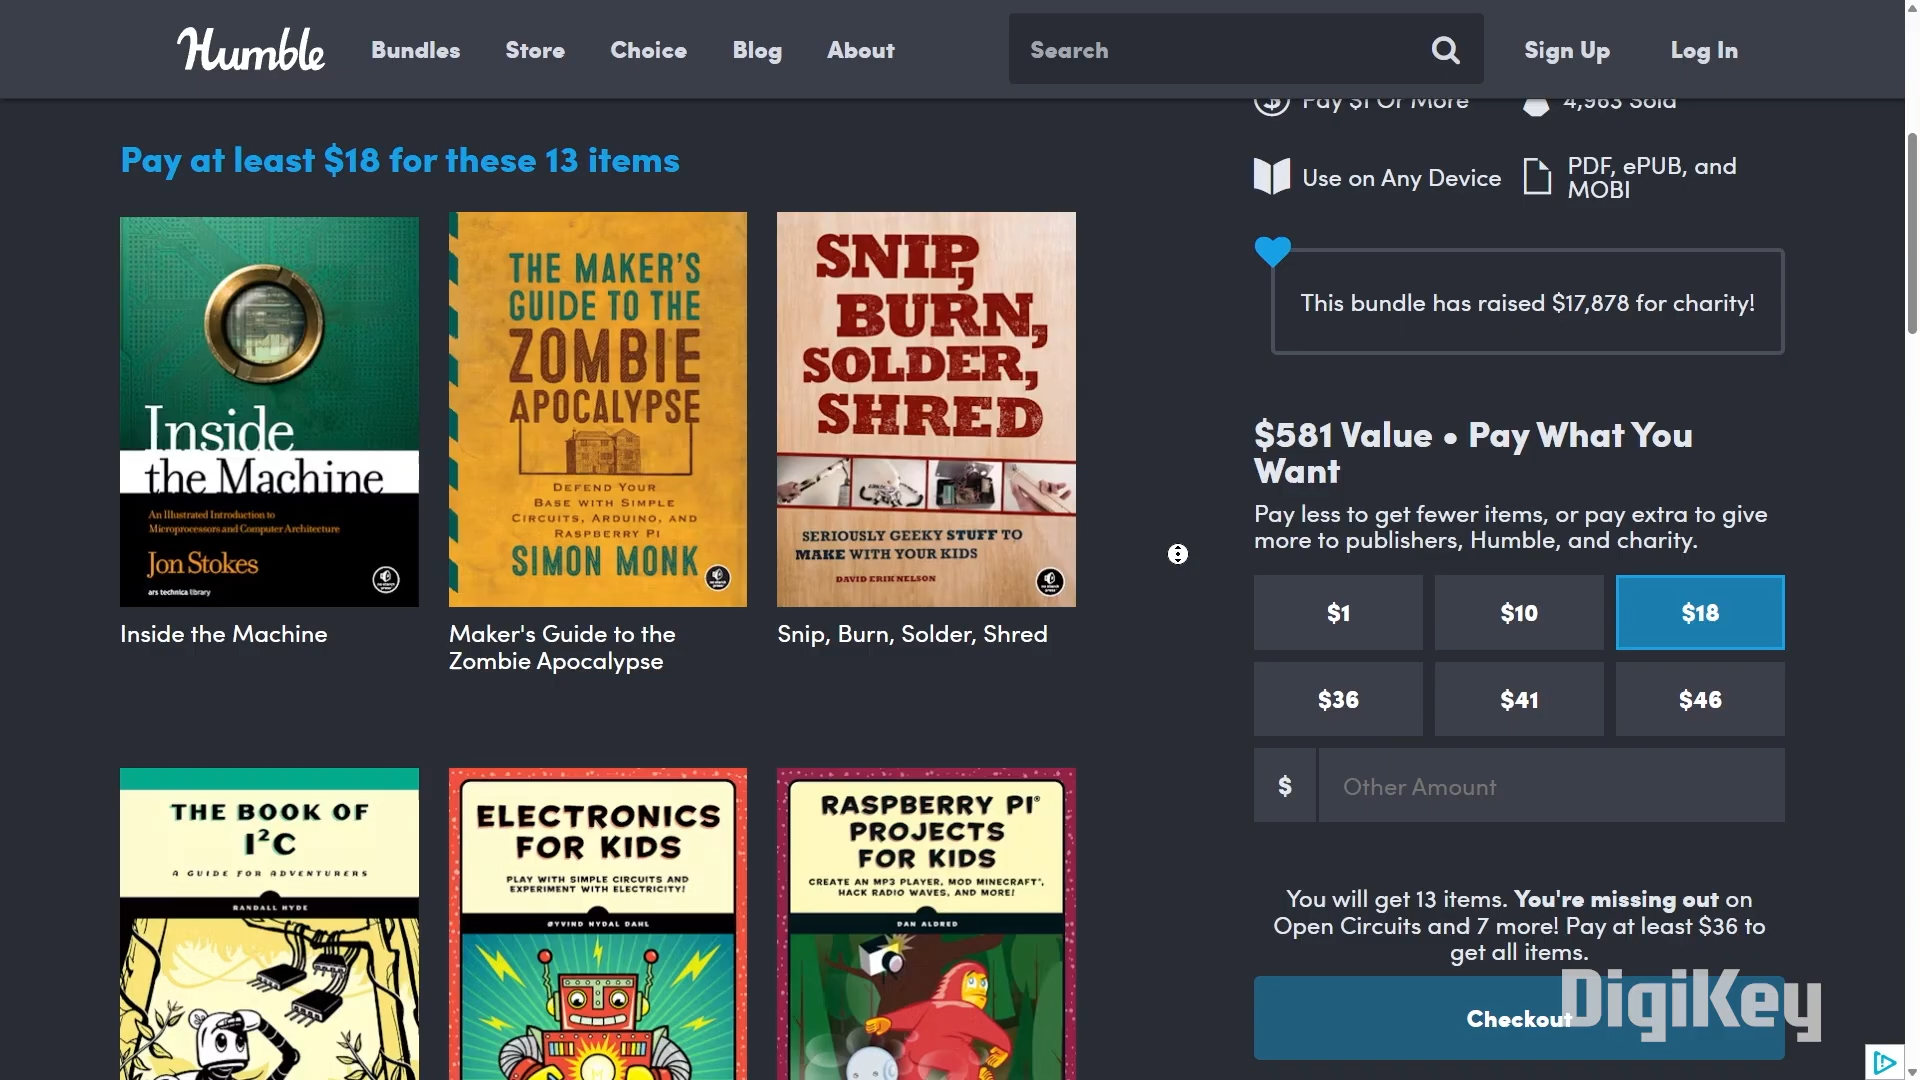 Humble
Bundles
Store
Choice
Blog
About
Search
Sign Up
Log In
Pay $1 Or More
4,963 Sold
Pay at least $18 for these 13 items
Use on Any Device
PDF, ePUB, and
MOBI
This bundle has raised $17,878 for charity!
Inside
the Machine
An Illustrated Introduction to
Microprocessors and Computer Architecture
Jon Stokes
ars technica library
Inside the Machine
THE MAKER'S
GUIDE TO THE
ZOMBIE
APOCALYPSE
DEFEND YOUR
BASE WITH SIMPLE
CIRCUITS, ARDUINO, AND
RASPBERRY PI
SIMON MONK
Maker's Guide to the
Zombie Apocalypse
SNIP,
BURN,
SOLDER,
SHRED
SERIOUSLY GEEKY STUFF TO
MAKE WITH YOUR KIDS
DAVID ERIK NELSON
Snip, Burn, Solder, Shred
$581 Value • Pay What You
Want
Pay less to get fewer items, or pay extra to give
more to publishers, Humble, and charity.
$1
$10
$18
$36
$41
$46
$
Other Amount
THE BOOK OF
I²C
A GUIDE FOR ADVENTURERS
RANDALL HYDE
ELECTRONICS
FOR KIDS
PLAY WITH SIMPLE CIRCUITS AND
EXPERIMENT WITH ELECTRICITY!
ØYVIND NYDAL DAHL
RASPBERRY PI®
PROJECTS
FOR KIDS
CREATE AN MP3 PLAYER, MOD MINECRAFT®,
HACK RADIO WAVES, AND MORE!
DAN ALDRED
You will get 13 items. You're missing out on
Open Circuits and 7 more! Pay at least $36 to
get all items.
Checkout
DigiKey